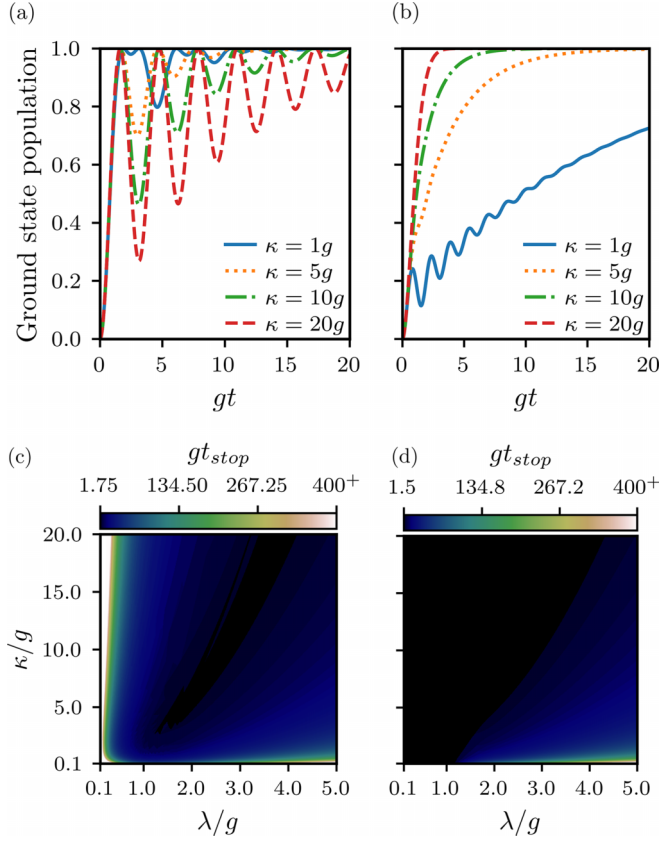 (a)
(b)
Ground state population
1.0
0.8
0.6
0.4
0.2
0.0
κ = 1g
κ = 5g
κ = 10g
κ = 20g
κ = 1g
κ = 5g
κ = 10g
κ = 20g
0 5 10 15 20
0 5 10 15 20
gt
gt
(c)
gt_stop
(d)
gt_stop
1.75 134.50 267.25 400⁺
1.5 134.8 267.2 400⁺
κ/g
20.0
15.0
10.0
5.0
0.1
0.1 1.0 2.0 3.0 4.0 5.0
0.1 1.0 2.0 3.0 4.0 5.0
λ/g
λ/g